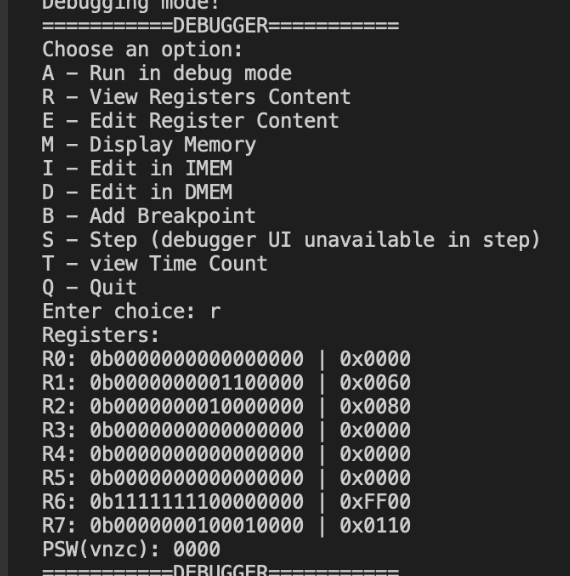 Debugging mode!
===========DEBUGGER===========
Choose an option:
A – Run in debug mode
R – View Registers Content
E – Edit Register Content
M – Display Memory
I – Edit in IMEM
D – Edit in DMEM
B – Add Breakpoint
S – Step (debugger UI unavailable in step)
T – view Time Count
Q – Quit
Enter choice: r
Registers:
R0: 0b0000000000000000 | 0x0000
R1: 0b0000000001100000 | 0x0060
R2: 0b0000000010000000 | 0x0080
R3: 0b0000000000000000 | 0x0000
R4: 0b0000000000000000 | 0x0000
R5: 0b0000000000000000 | 0x0000
R6: 0b1111111100000000 | 0xFF00
R7: 0b0000000100010000 | 0x0110
PSW(vnzc): 0000
===========DEBUGGER===========